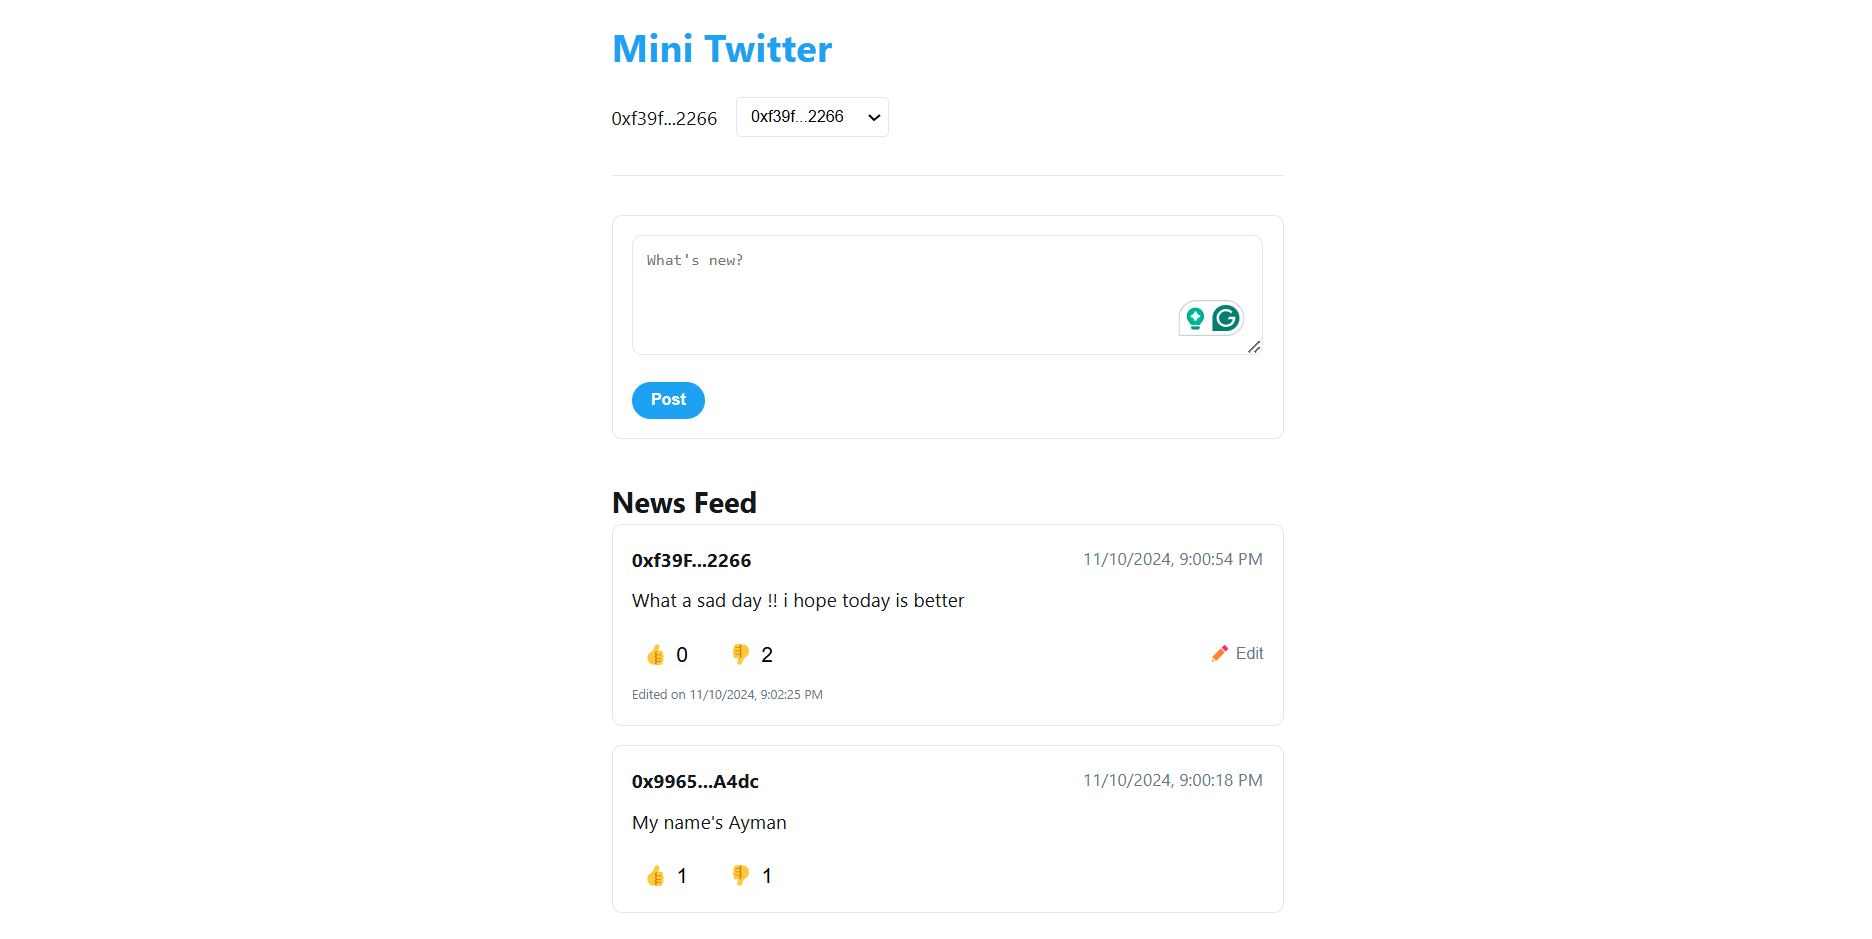 Mini Twitter
0xf39f...2266 0xf39f...2266
What's new?
Post
News Feed
0xf39F...2266 11/10/2024, 9:00:54 PM
What a sad day !! i hope today is better
👍 0 👎 2 Edit
Edited on 11/10/2024, 9:02:25 PM
0x9965...A4dc 11/10/2024, 9:00:18 PM
My name's Ayman
👍 1 👎 1